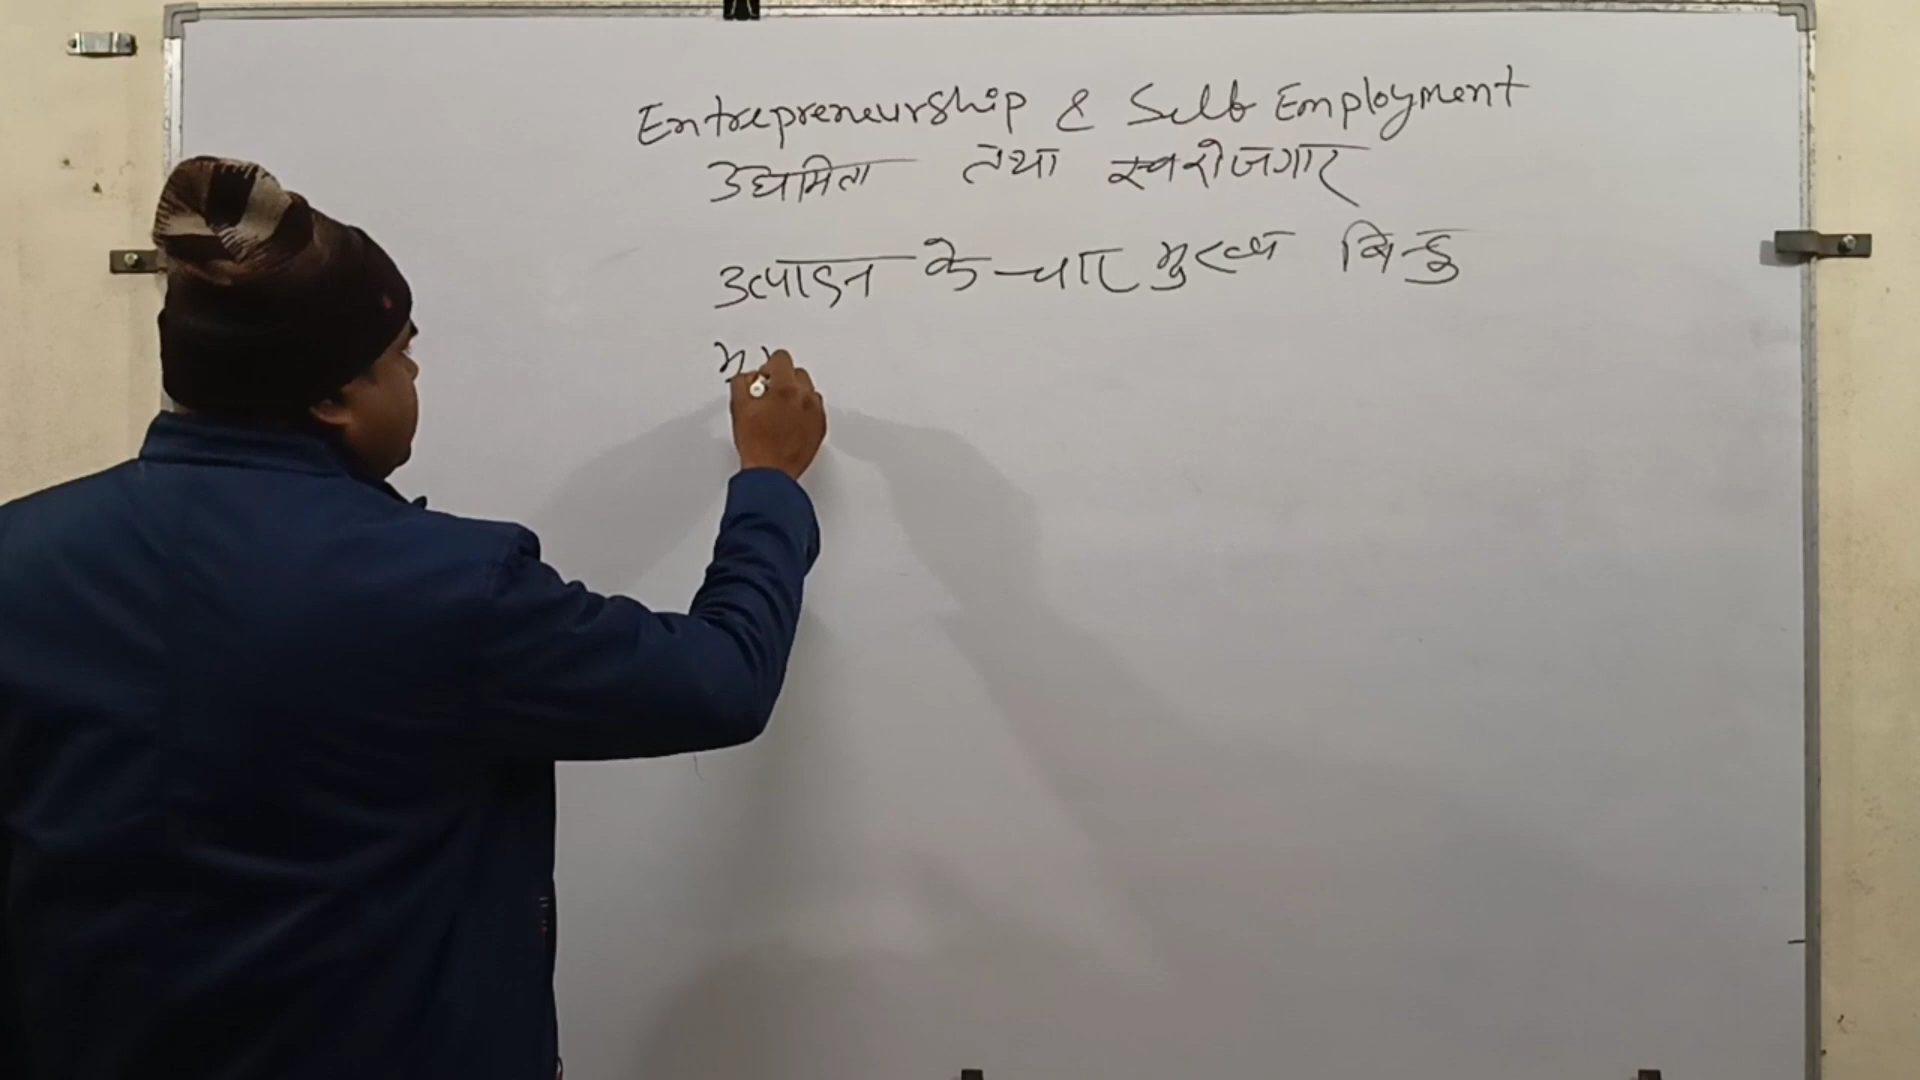 Entrepreneurship & Self Employment
उद्यमिता तथा स्वरोजगार
उत्पादन के चार मुख्य बिन्दु